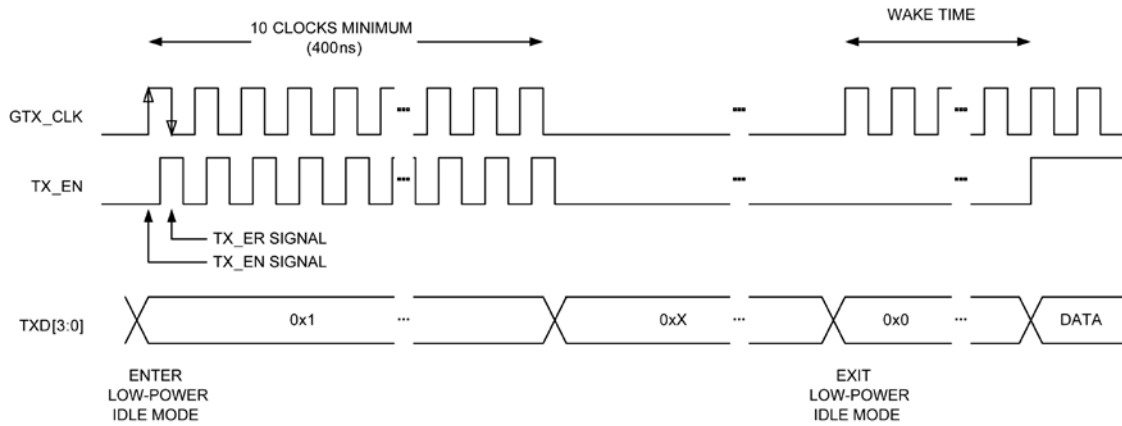 10 CLOCKS MINIMUM
(400ns)
WAKE TIME
GTX_CLK
...
...
...
TX_EN
...
...
...
TX_ER SIGNAL
TX_EN SIGNAL
TXD[3:0]
0x1
...
0xX
...
0x0
...
DATA
ENTER
LOW-POWER
IDLE MODE
EXIT
LOW-POWER
IDLE MODE